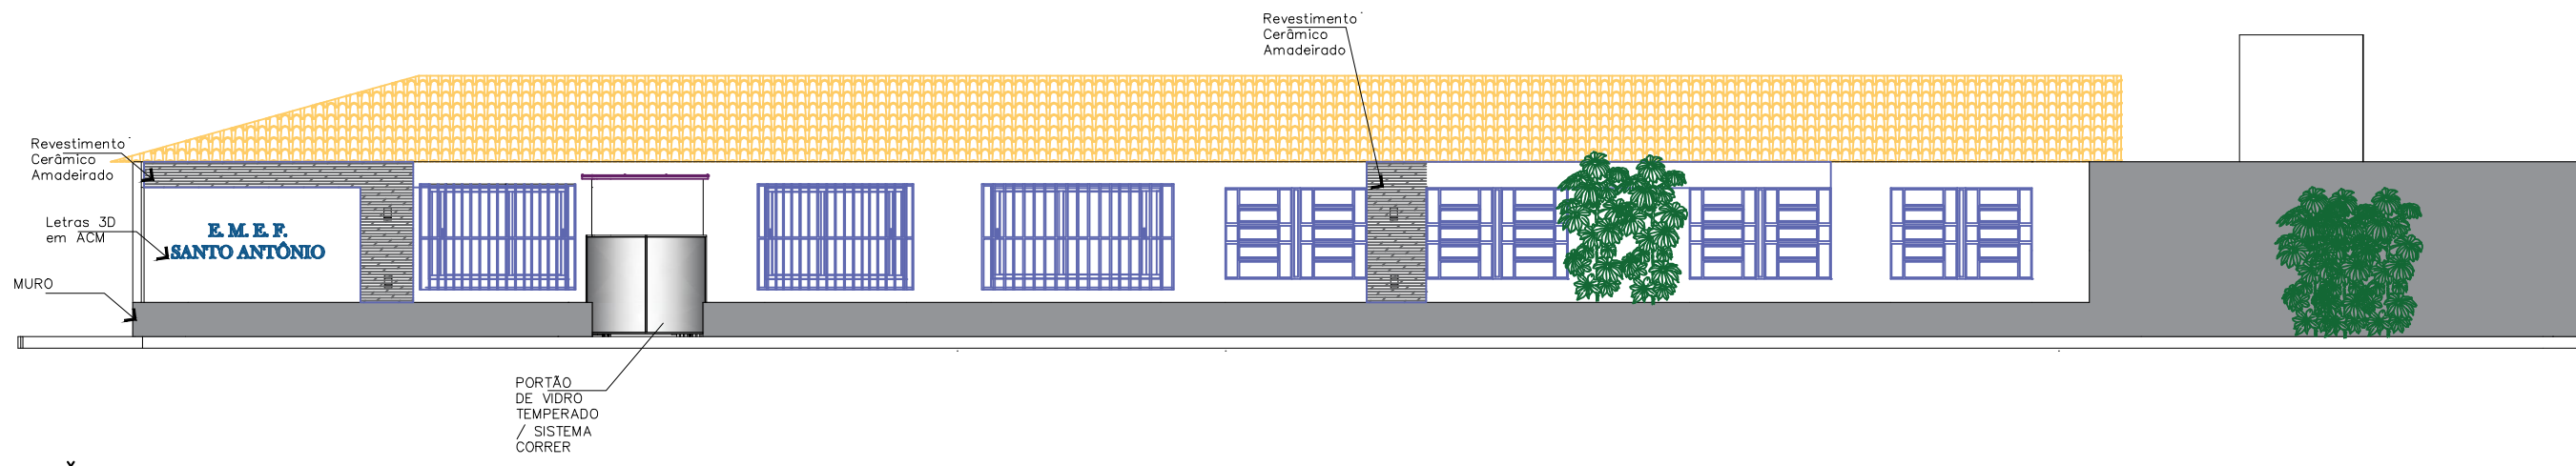 Revestimento
Cerâmico
Amadeirado
Revestimento
Cerâmico
Amadeirado
Letras 3D
em ACM
E. M. E. F.
SANTO ANTÔNIO
MURO
PORTÃO
DE VIDRO
TEMPERADO
/ SISTEMA
CORRER